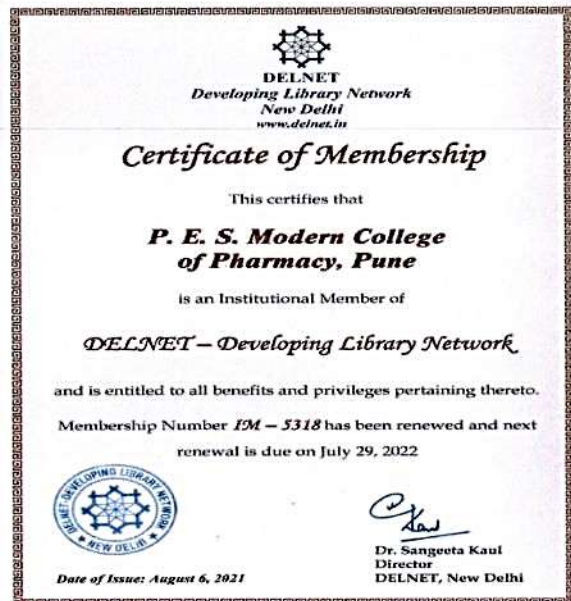 DELNET
Developing Library Network
New Delhi
www.delnet.in
Certificate of Membership
This certifies that
P. E. S. Modern College
of Pharmacy, Pune
is an Institutional Member of
DELNET – Developing Library Network
and is entitled to all benefits and privileges pertaining thereto.
Membership Number IM – 5318 has been renewed and next
renewal is due on July 29, 2022
DELNET-DEVELOPING LIBRARY NETWORK
NEW DELHI
Kaul
Dr. Sangeeta Kaul
Director
DELNET, New Delhi
Date of Issue: August 6, 2021